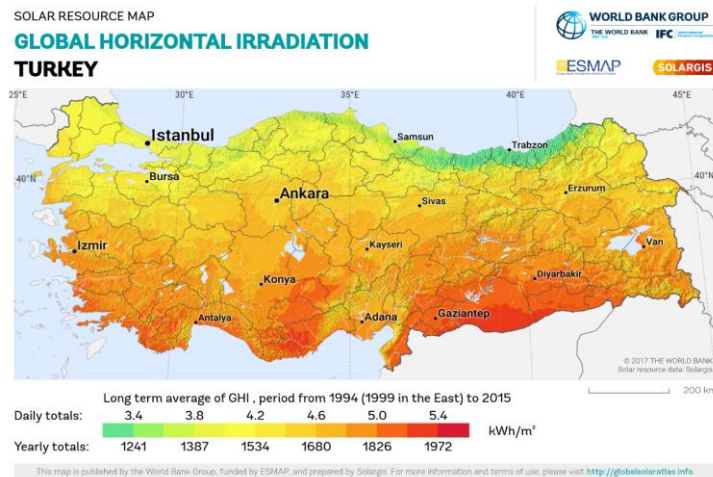 SOLAR RESOURCE MAP
GLOBAL HORIZONTAL IRRADIATION
TURKEY
WORLD BANK GROUP
THE WORLD BANK IFC
ESMAP
SOLARGIS
25°E 30°E 35°E 40°E 45°E
Istanbul
Samsun
Trabzon
40°N
Bursa
40°N
Ankara
Sivas
Erzurum
Izmir
Kayseri
Van
Konya
Diyarbakir
Antalya
Adana
Gaziantep
© 2017 THE WORLD BANK
Solar resource data: Solargis
200 km
Long term average of GHI , period from 1994 (1999 in the East) to 2015
Daily totals: 3.4 3.8 4.2 4.6 5.0 5.4
kWh/m²
Yearly totals: 1241 1387 1534 1680 1826 1972
This map is published by the World Bank Group, funded by ESMAP, and prepared by Solargis. For more information and terms of use, please visit http://globalsolaratlas.info.